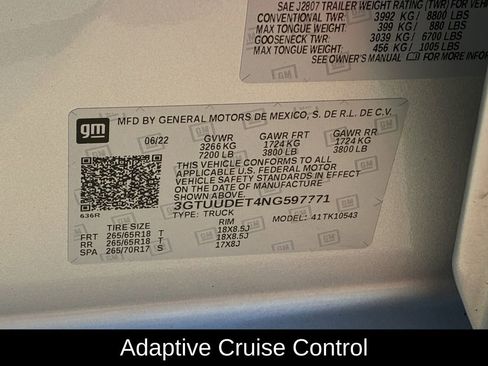 SAE J2807 TRAILER WEIGHT RATING (TWR) FOR VEHICL
CONVENTIONAL TWR: 3992 KG / 8800 LBS
MAX TONGUE WEIGHT: 399 KG / 880 LBS
GOOSENECK TWR: 3039 KG / 6700 LBS
MAX TONGUE WEIGHT: 456 KG / 1005 LBS
SEE OWNER'S MANUAL FOR MORE INFOR
gm
MFD BY GENERAL MOTORS DE MEXICO, S. DE R.L. DE C.V.
06/22 GVWR GAWR FRT GAWR RR
3266 KG 1724 KG 1724 KG
7200 LB 3800 LB 3800 LB
THIS VEHICLE CONFORMS TO ALL
APPLICABLE U.S. FEDERAL MOTOR
VEHICLE SAFETY STANDARDS IN EFFECT ON
THE DATE OF MANUFACTURE
SHOWN ABOVE.
3GTUUDET4NG597771
TYPE: TRUCK MODEL: 41TK10543
636R
TIRE SIZE RIM
FRT 265/65R18 T 18X8.5J
RR 265/65R18 T 18X8.5J
SPA 265/70R17 S 17X8J
Adaptive Cruise Control